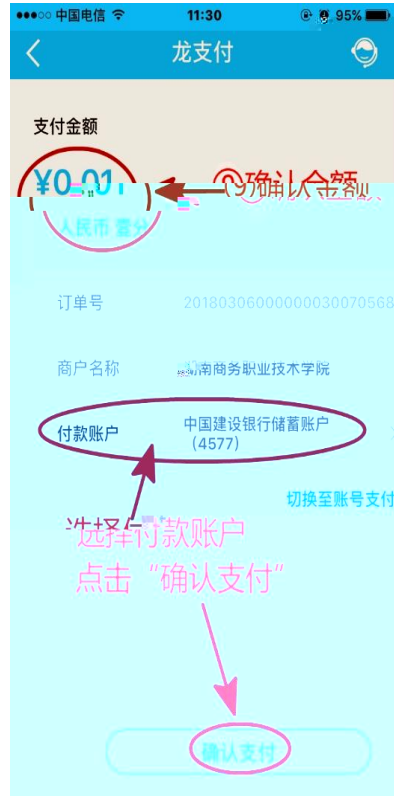 中国电信 11:30 95%
龙支付
支付金额
¥0.01
(9)确认金额
人民币 壹分
订单号 20180306000000030070568
商户名称 湖南商务职业技术学院
付款账户 中国建设银行储蓄账户
(4577)
切换至账号支付
选择付款账户
点击“确认支付”
确认支付